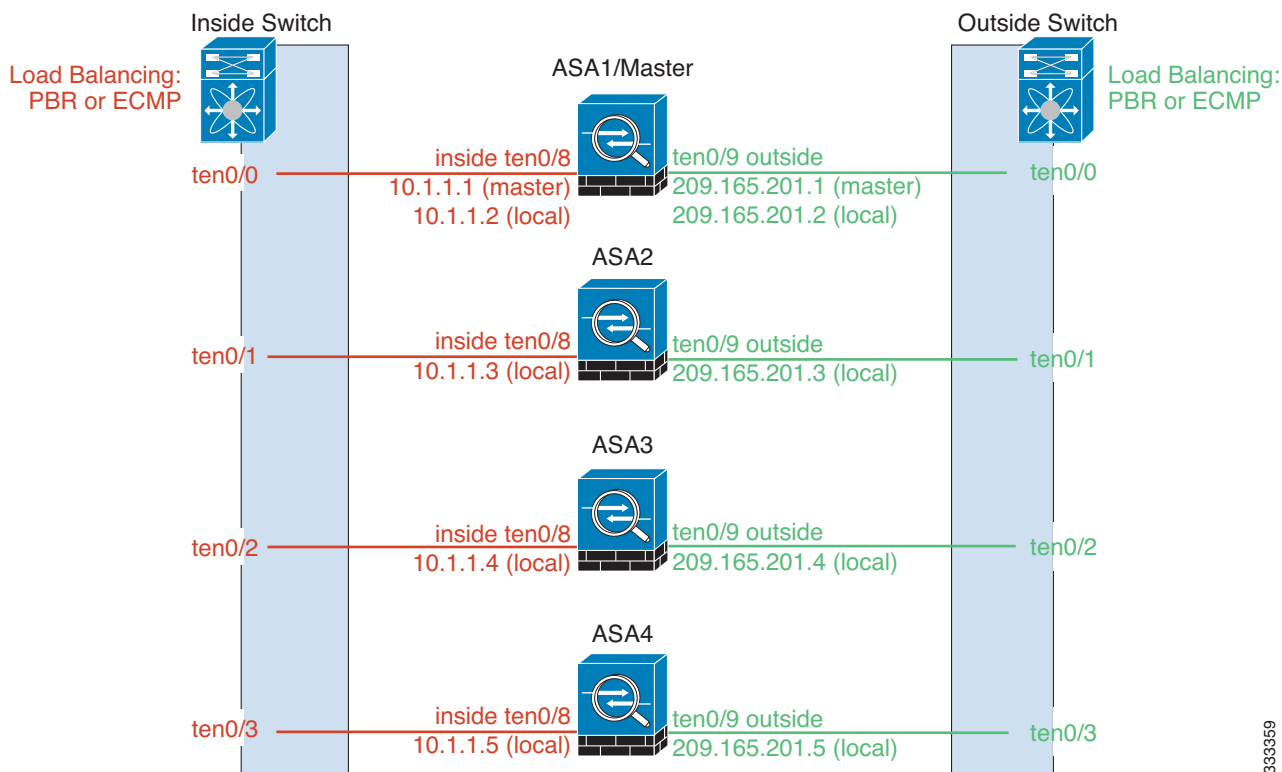 Inside Switch
Outside Switch
Load Balancing:
PBR or ECMP
ASA1/Master
Load Balancing:
PBR or ECMP
ten0/0
inside ten0/8
10.1.1.1 (master)
10.1.1.2 (local)
ten0/9 outside
209.165.201.1 (master)
209.165.201.2 (local)
ten0/0
ASA2
ten0/1
inside ten0/8
10.1.1.3 (local)
ten0/9 outside
209.165.201.3 (local)
ten0/1
ASA3
ten0/2
inside ten0/8
10.1.1.4 (local)
ten0/9 outside
209.165.201.4 (local)
ten0/2
ASA4
ten0/3
inside ten0/8
10.1.1.5 (local)
ten0/9 outside
209.165.201.5 (local)
ten0/3
333359